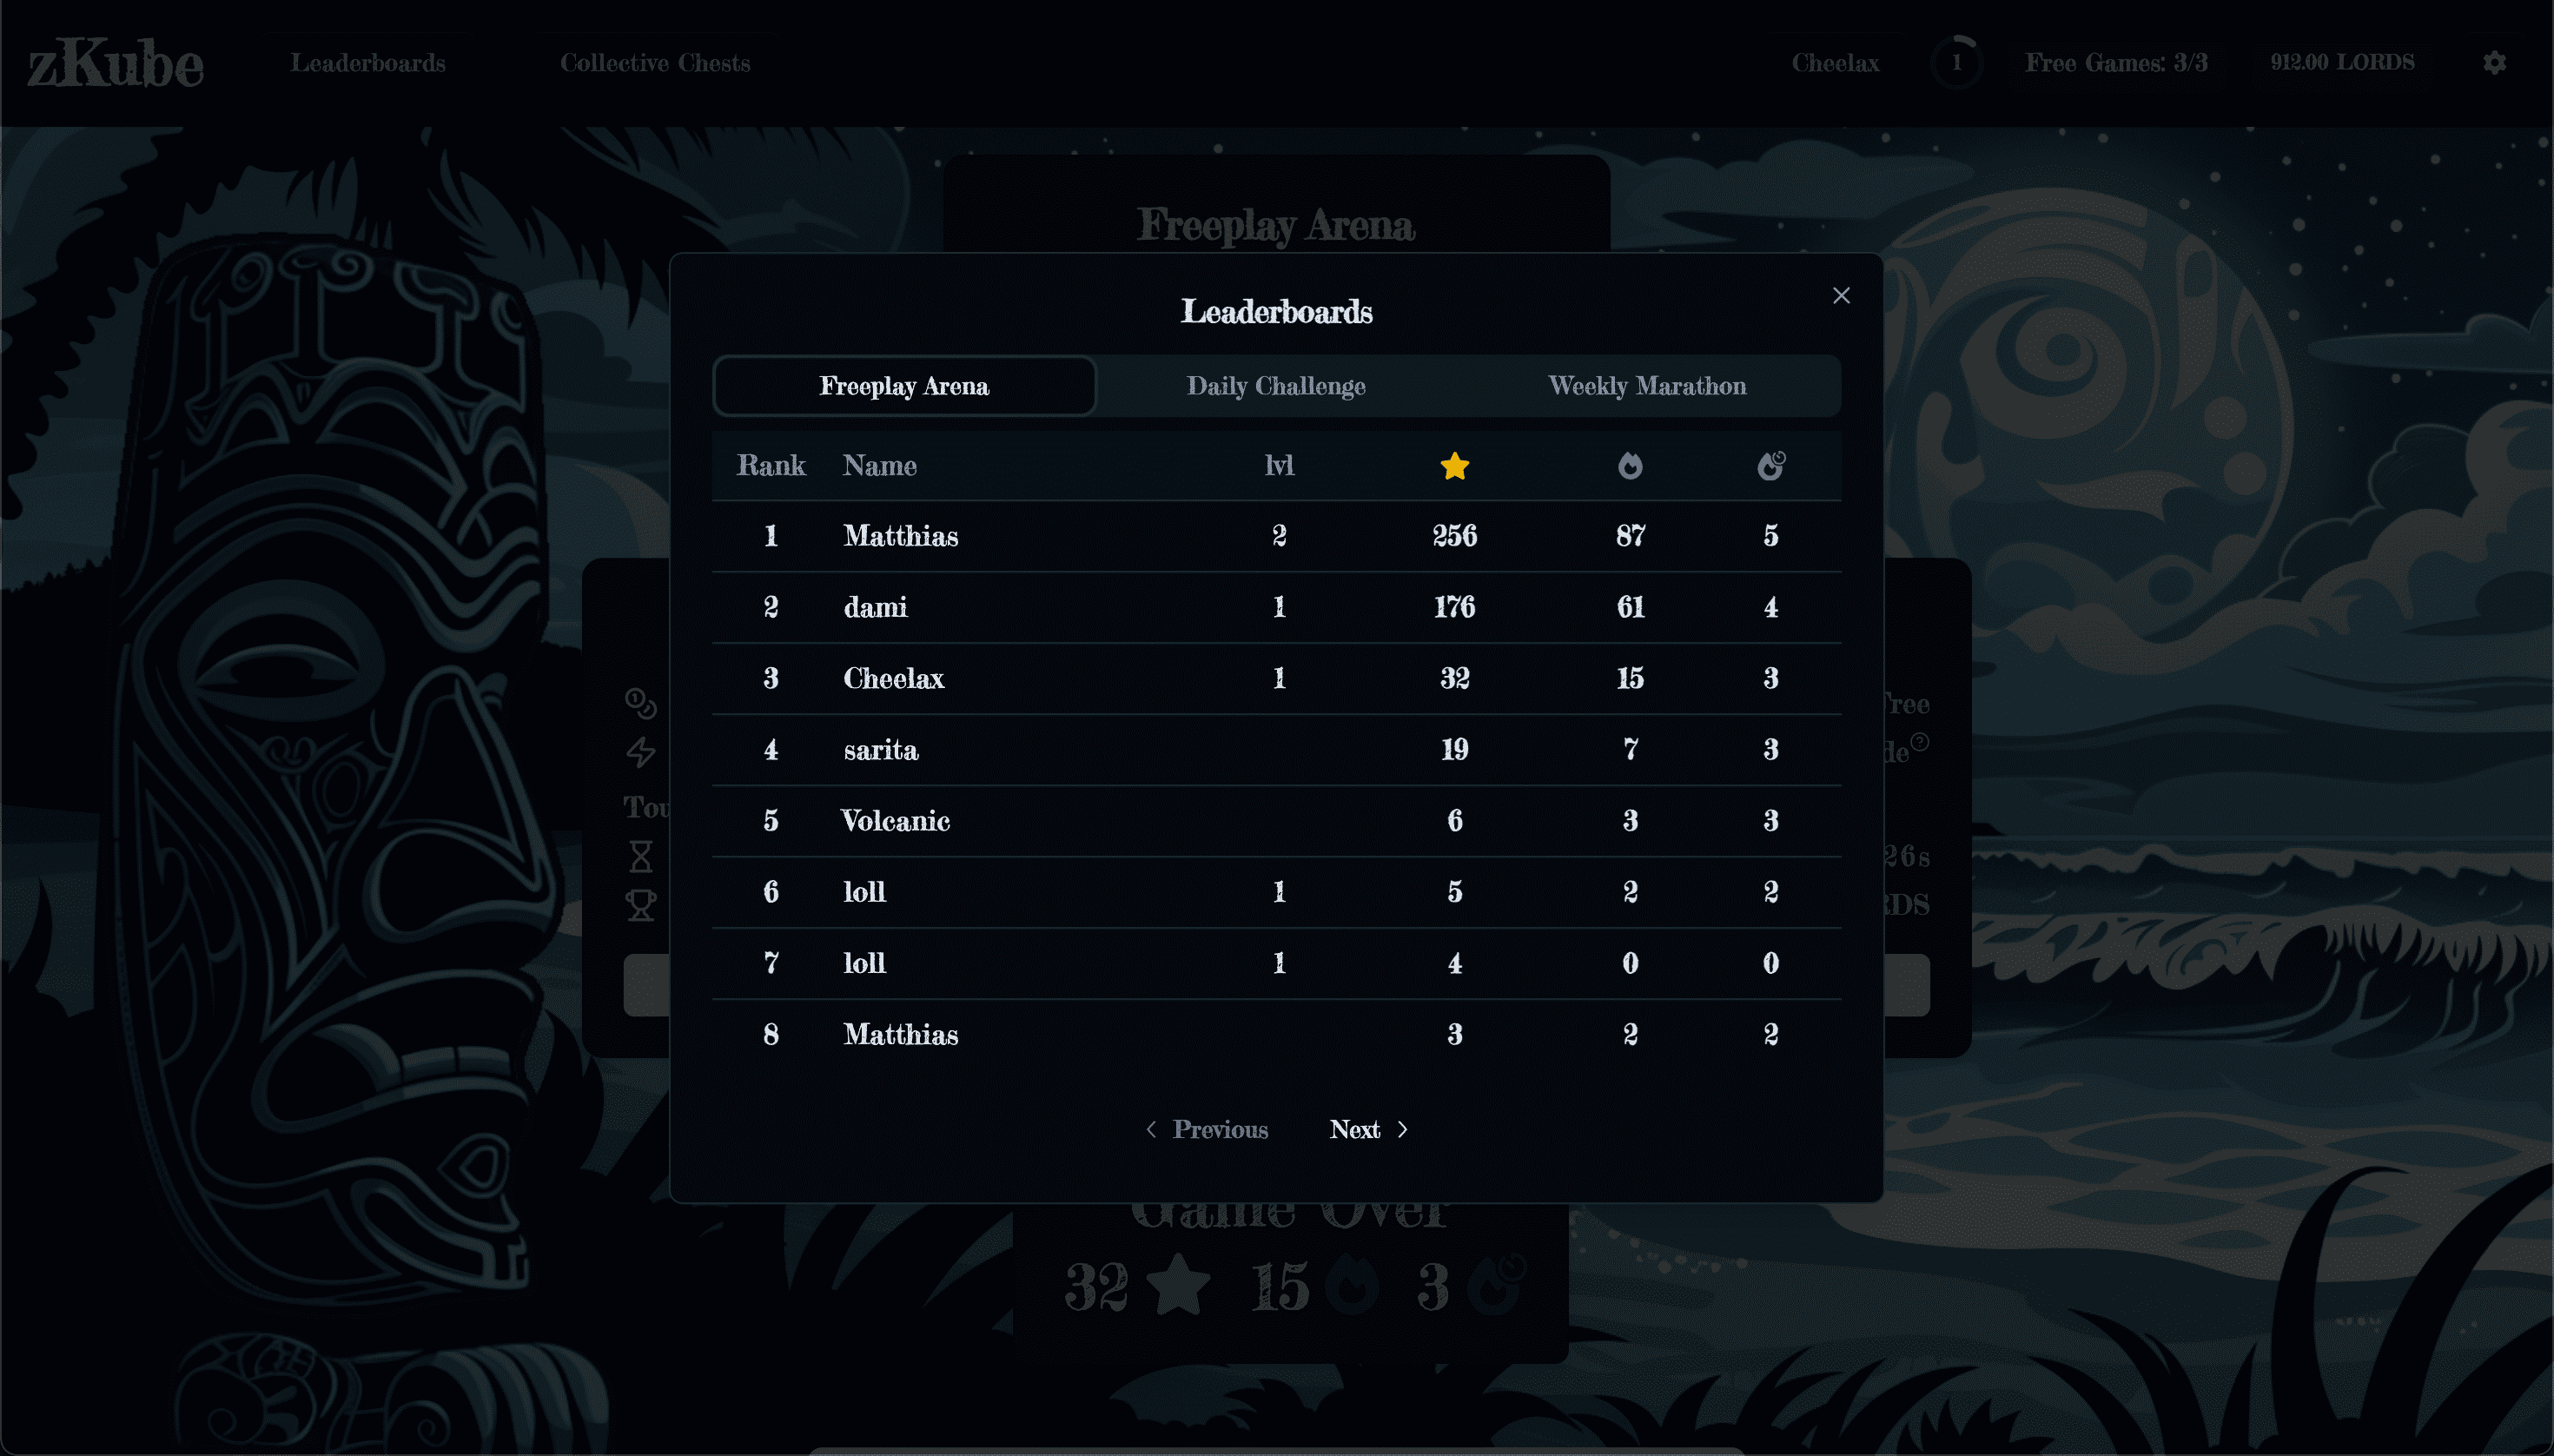 zKube Leaderboards Collective Chests Cheelax 1 Free Games: 3/3 912.00 LORDS
Freeplay Arena
Leaderboards
Freeplay Arena Daily Challenge Weekly Marathon
Rank Name lvl
1 Matthias 2 256 87 5
2 dami 1 176 61 4
3 Cheelax 1 32 15 3
4 sarita 19 7 3
5 Volcanic 6 3 3
6 loll 1 5 2 2
7 loll 1 4 0 0
8 Matthias 3 2 2
Previous Next
Free
26s
Game Over
32 15 3